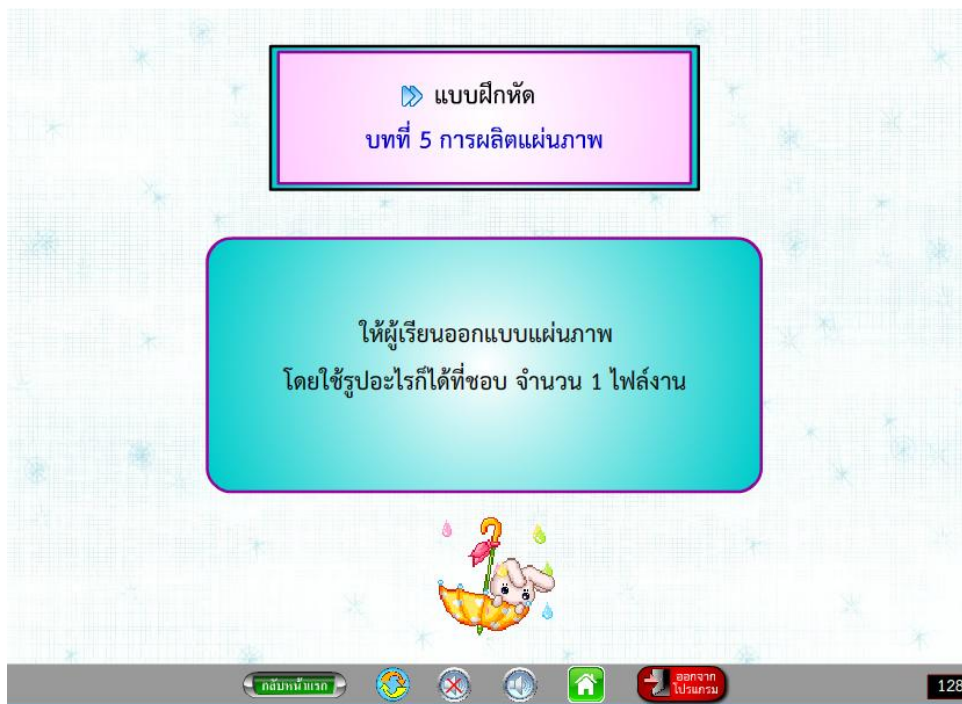 แบบฝึกหัด
บทที่ 5 การผลิตแผ่นภาพ
ให้ผู้เรียนออกแบบแผ่นภาพ
โดยใช้รูปอะไรก็ได้ที่ชอบ จำนวน 1 ไฟล์งาน
กลับหน้าแรก
ออกจาก
โปรแกรม
128